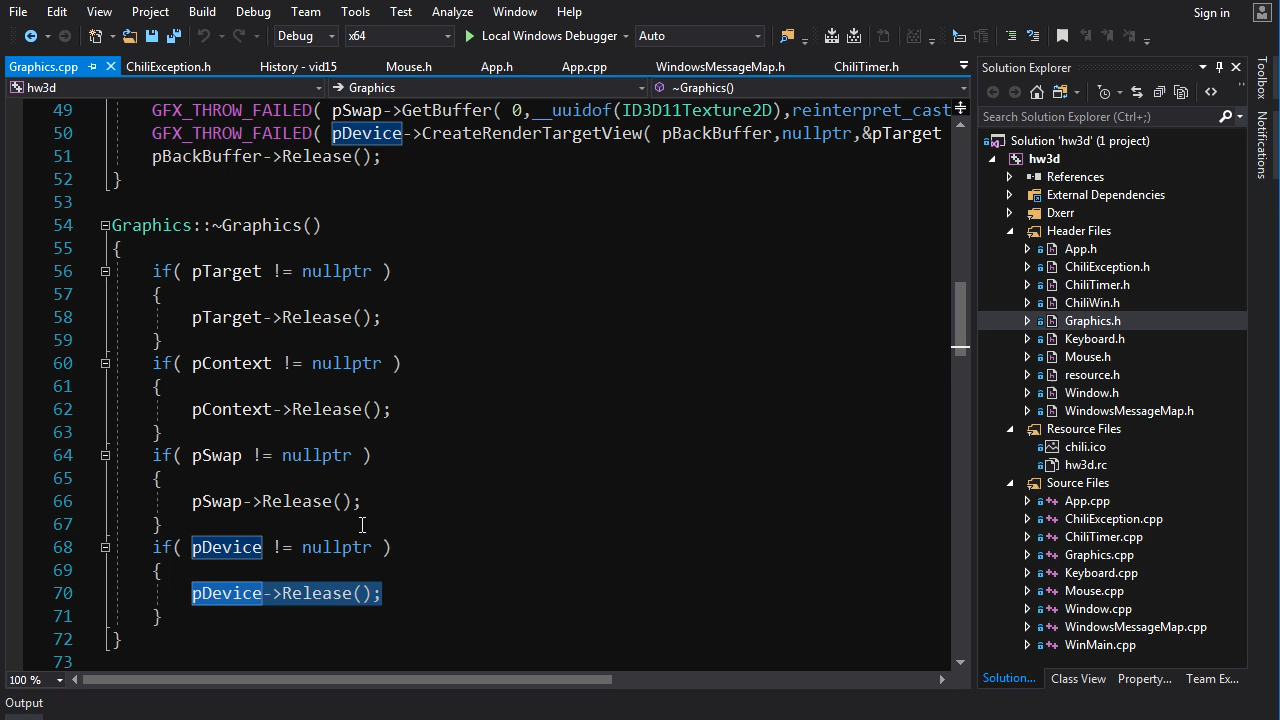 File Edit View Project Build Debug Team Tools Test Analyze Window Help Sign in
Debug x64 Local Windows Debugger Auto
Graphics.cpp ChiliException.h History - vid15 Mouse.h App.h App.cpp WindowsMessageMap.h ChiliTimer.h
hw3d Graphics ~Graphics()
49 GFX_THROW_FAILED( pSwap->GetBuffer( 0,__uuidof(ID3D11Texture2D),reinterpret_cast
50 GFX_THROW_FAILED( pDevice->CreateRenderTargetView( pBackBuffer,nullptr,&pTarget
51 pBackBuffer->Release();
52 }
53
54 Graphics::~Graphics()
55 {
56 if( pTarget != nullptr )
57 {
58 pTarget->Release();
59 }
60 if( pContext != nullptr )
61 {
62 pContext->Release();
63 }
64 if( pSwap != nullptr )
65 {
66 pSwap->Release();
67 }
68 if( pDevice != nullptr )
69 {
70 pDevice->Release();
71 }
72 }
73
100 %
Output
Solution Explorer
Search Solution Explorer (Ctrl+;)
Solution 'hw3d' (1 project)
hw3d
References
External Dependencies
Dxerr
Header Files
App.h
ChiliException.h
ChiliTimer.h
ChiliWin.h
Graphics.h
Keyboard.h
Mouse.h
resource.h
Window.h
WindowsMessageMap.h
Resource Files
chili.ico
hw3d.rc
Source Files
App.cpp
ChiliException.cpp
ChiliTimer.cpp
Graphics.cpp
Keyboard.cpp
Mouse.cpp
Window.cpp
WindowsMessageMap.cpp
WinMain.cpp
Solution... Class View Property... Team Ex...
Toolbox
Notifications